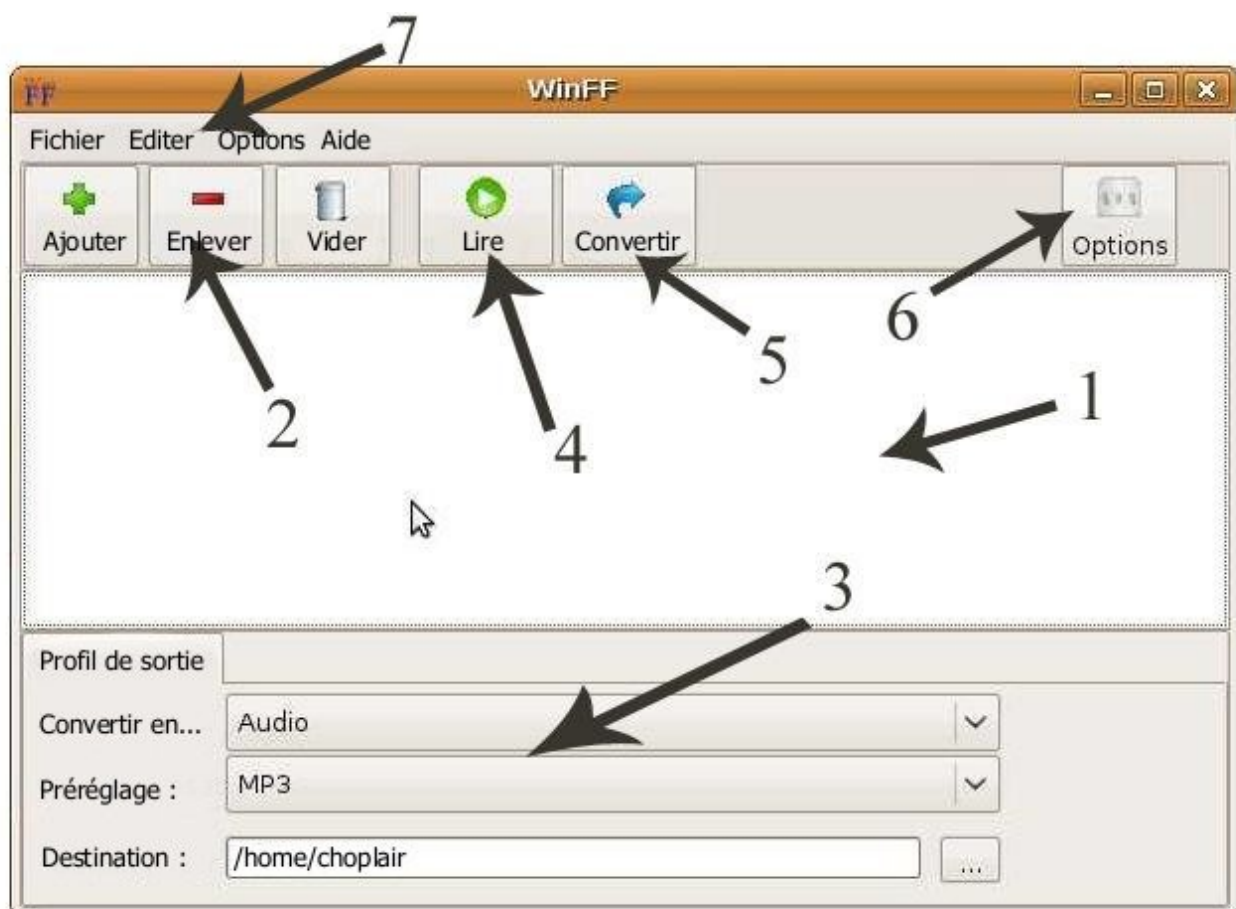 7
FF WinFF
Fichier Editer Options Aide
Ajouter Enlever Vider Lire Convertir Options
6
5
2
4
1
3
Profil de sortie
Convertir en... Audio
Préréglage : MP3
Destination : /home/choplair ...